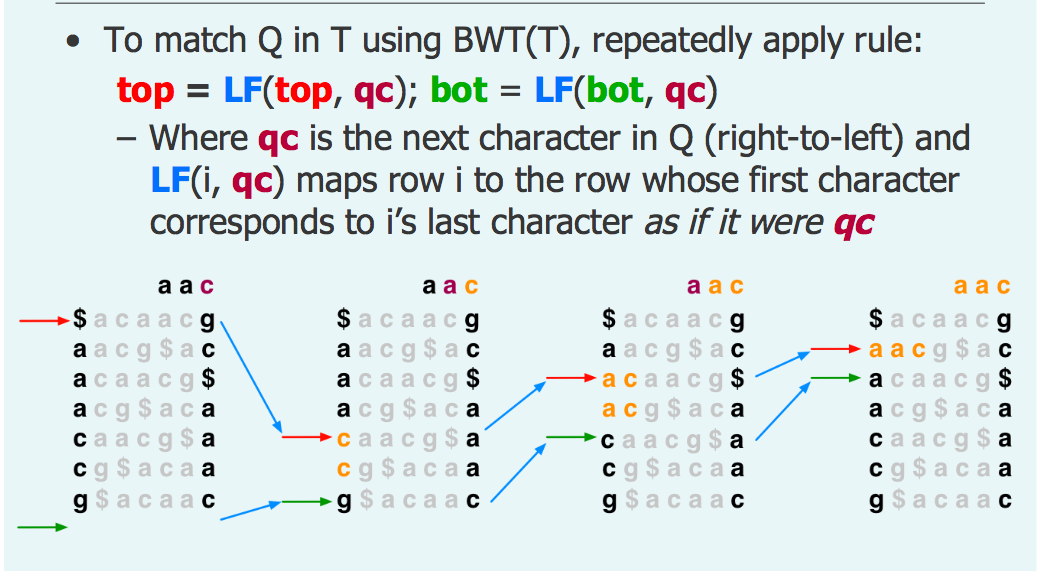 • To match Q in T using BWT(T), repeatedly apply rule:
top = LF(top, qc); bot = LF(bot, qc)
– Where qc is the next character in Q (right-to-left) and
LF(i, qc) maps row i to the row whose first character
corresponds to i's last character as if it were qc
a a c
$ a c a a c g
a a c g $ a c
a c a a c g $
a c g $ a c a
c a a c g $ a
c g $ a c a a
g $ a c a a c
a a c
$ a c a a c g
a a c g $ a c
a c a a c g $
a c g $ a c a
c a a c g $ a
c g $ a c a a
g $ a c a a c
a a c
$ a c a a c g
a a c g $ a c
a c a a c g $
a c g $ a c a
c a a c g $ a
c g $ a c a a
g $ a c a a c
a a c
$ a c a a c g
a a c g $ a c
a c a a c g $
a c g $ a c a
c a a c g $ a
c g $ a c a a
g $ a c a a c